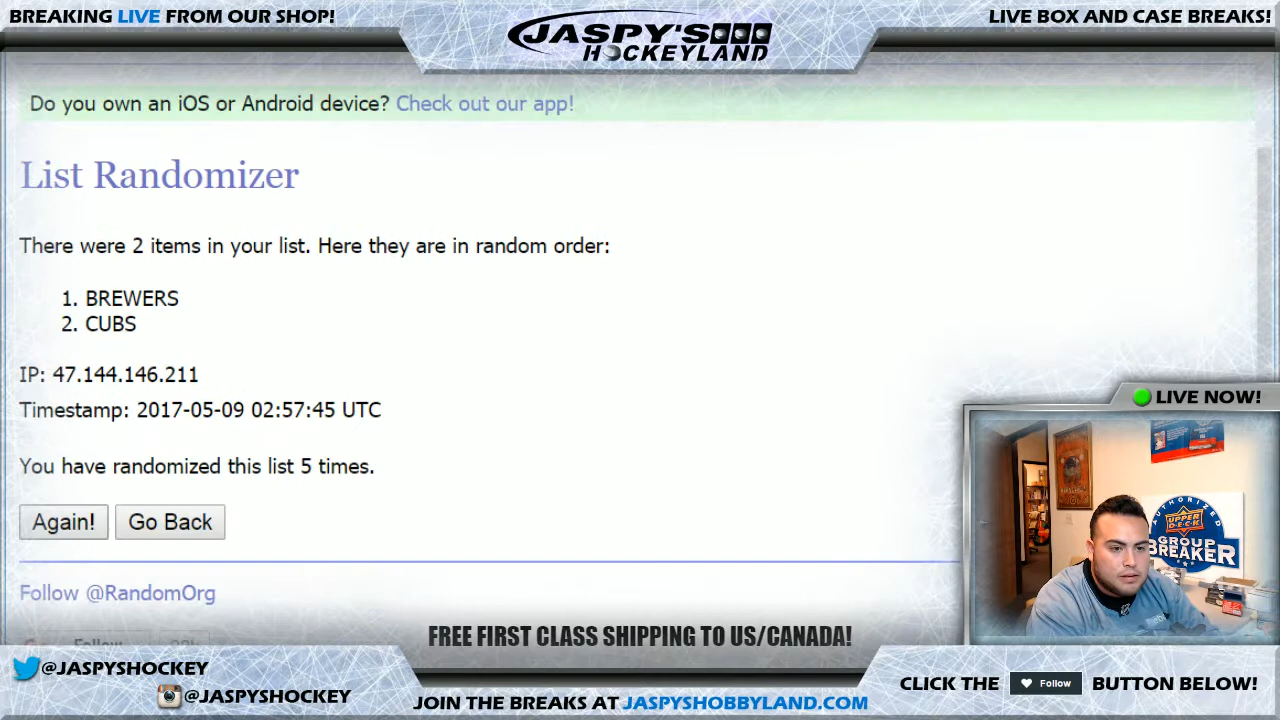 BREAKING LIVE FROM OUR SHOP!
JASPY'S
HOCKEYLAND
LIVE BOX AND CASE BREAKS!
Do you own an iOS or Android device? Check out our app!
List Randomizer
There were 2 items in your list. Here they are in random order:
1. BREWERS
2. CUBS
IP: 47.144.146.211
Timestamp: 2017-05-09 02:57:45 UTC
You have randomized this list 5 times.
Again! Go Back
Follow @RandomOrg
Follow
LIVE NOW!
AUTHORIZED
UPPER DECK
GROUP
BREAKER
FREE FIRST CLASS SHIPPING TO US/CANADA!
@JASPYSHOCKEY
@JASPYSHOCKEY
JOIN THE BREAKS AT JASPYSHOBBYLAND.COM
CLICK THE Follow BUTTON BELOW!